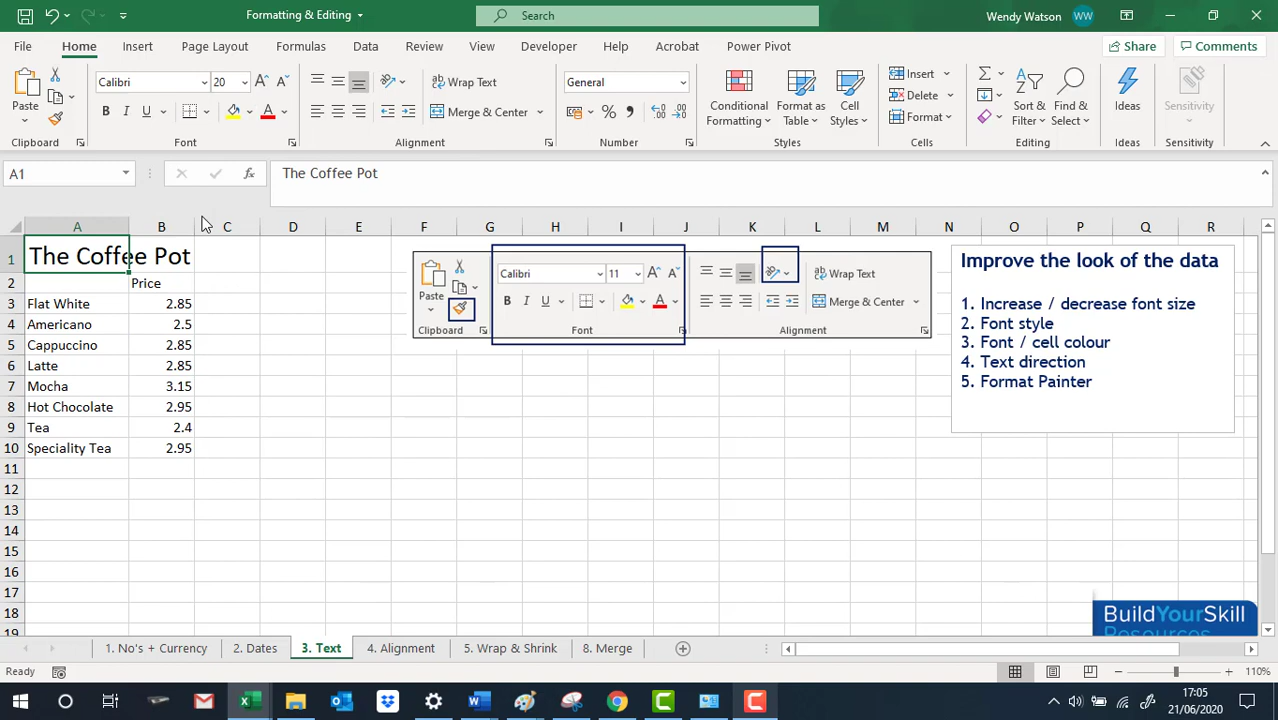 Formatting & Editing
Search
Wendy Watson WW
File Home Insert Page Layout Formulas Data Review View Developer Help Acrobat Power Pivot Share Comments
Paste
Calibri 20
B I U
ab Wrap Text
Merge & Center
General
%
Conditional Formatting
Format as Table
Cell Styles
Insert
Delete
Format
Sort & Filter
Find & Select
Ideas
Sensitivity
Clipboard Font Alignment Number Styles Cells Editing Ideas Sensitivity
A1 fx The Coffee Pot
A B C D E F G H I J K L M N O P Q R
1 The Coffee Pot
2 Price
3 Flat White 2.85
4 Americano 2.5
5 Cappuccino 2.85
6 Latte 2.85
7 Mocha 3.15
8 Hot Chocolate 2.95
9 Tea 2.4
10 Speciality Tea 2.95
11
12
13
14
15
16
17
18
19
Paste
Calibri 11
B I U
ab Wrap Text
Merge & Center
Clipboard Font Alignment
Improve the look of the data
1. Increase / decrease font size
2. Font style
3. Font / cell colour
4. Text direction
5. Format Painter
BuildYourSkill
Resources
1. No's + Currency 2. Dates 3. Text 4. Alignment 5. Wrap & Shrink 8. Merge
Ready 110%
17:05
21/06/2020